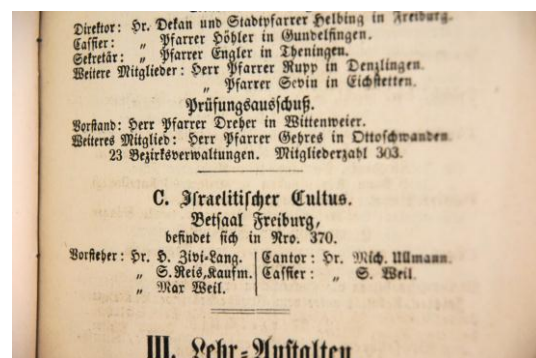 Direktor: Hr. Dekan und Stadtpfarrer Helbing in Freiburg.
Cassier: „ Pfarrer Höhler in Gundelfingen.
Sekretär: „ Pfarrer Engler in Theningen.
Weitere Mitglieder: Herr Pfarrer Rupp in Denzlingen.
„ Pfarrer Sevin in Eichstetten.
Prüfungsausschuß.
Vorstand: Herr Pfarrer Dreher in Wittenweier.
Weiteres Mitglied: Herr Pfarrer Gehres in Ottoschwanden.
23 Bezirksverwaltungen. Mitgliederzahl 303.
C. Israelitischer Cultus.
Betsaal Freiburg,
befindet sich in Nro. 370.
Vorsteher: Hr. H. Zivi-Lang.
„ S. Reis, Kaufm.
„ Max Weil.
Cantor: Hr. Mich. Ullmann.
Cassier: „ S. Weil.
III. Lehr-Anstalten